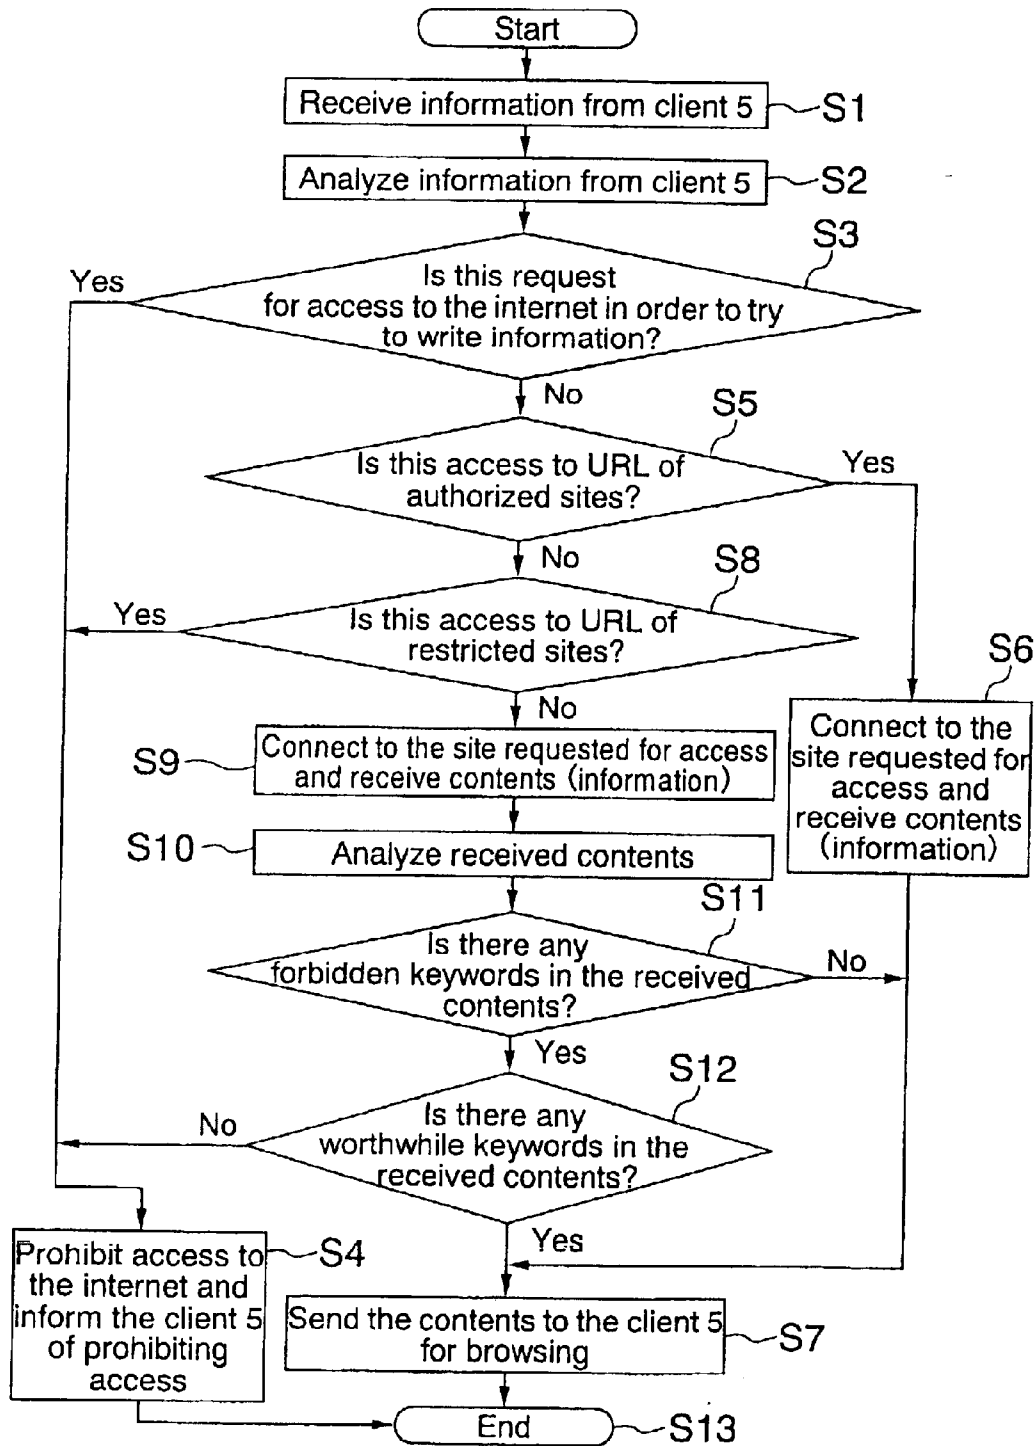 Start
Receive information from client 5
S1
Analyze information from client 5
S2
S3
Yes
Is this request
for access to the internet in order to try
to write information?
No
S5
Is this access to URL of
authorized sites?
Yes
No
S8
Yes
Is this access to URL of
restricted sites?
No
S6
Connect to the
site requested for
access and
receive contents
(information)
S9
Connect to the site requested for access
and receive contents (information)
S10
Analyze received contents
S11
Is there any
forbidden keywords in the received
contents?
No
Yes
S12
No
Is there any
worthwhile keywords in the
received contents?
Yes
S4
Prohibit access to
the internet and
inform the client 5
of prohibiting
access
Send the contents to the client 5
for browsing
S7
End
S13